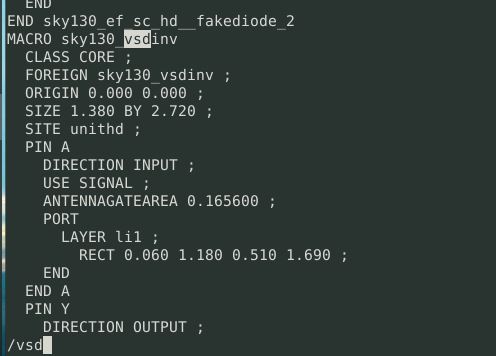 END
END sky130_ef_sc_hd__fakediode_2
MACRO sky130_vsdinv
CLASS CORE ;
FOREIGN sky130_vsdinv ;
ORIGIN 0.000 0.000 ;
SIZE 1.380 BY 2.720 ;
SITE unithd ;
PIN A
DIRECTION INPUT ;
USE SIGNAL ;
ANTENNAGATEAREA 0.165600 ;
PORT
LAYER li1 ;
RECT 0.060 1.180 0.510 1.690 ;
END
END A
PIN Y
DIRECTION OUTPUT ;
/vsd